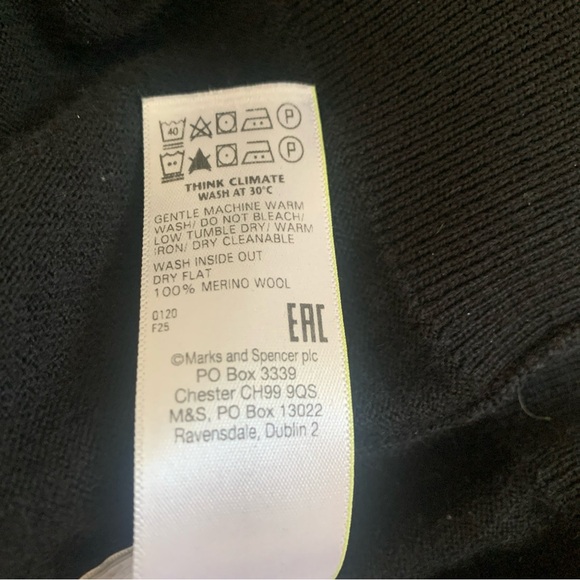 40 P
P
THINK CLIMATE
WASH AT 30°C
GENTLE MACHINE WARM
WASH/ DO NOT BLEACH/
LOW TUMBLE DRY/ WARM
IRON/ DRY CLEANABLE
WASH INSIDE OUT
DRY FLAT
100% MERINO WOOL
0120
F25
EAC
©Marks and Spencer plc
PO Box 3339
Chester CH99 9QS
M&S, PO Box 13022
Ravensdale, Dublin 2